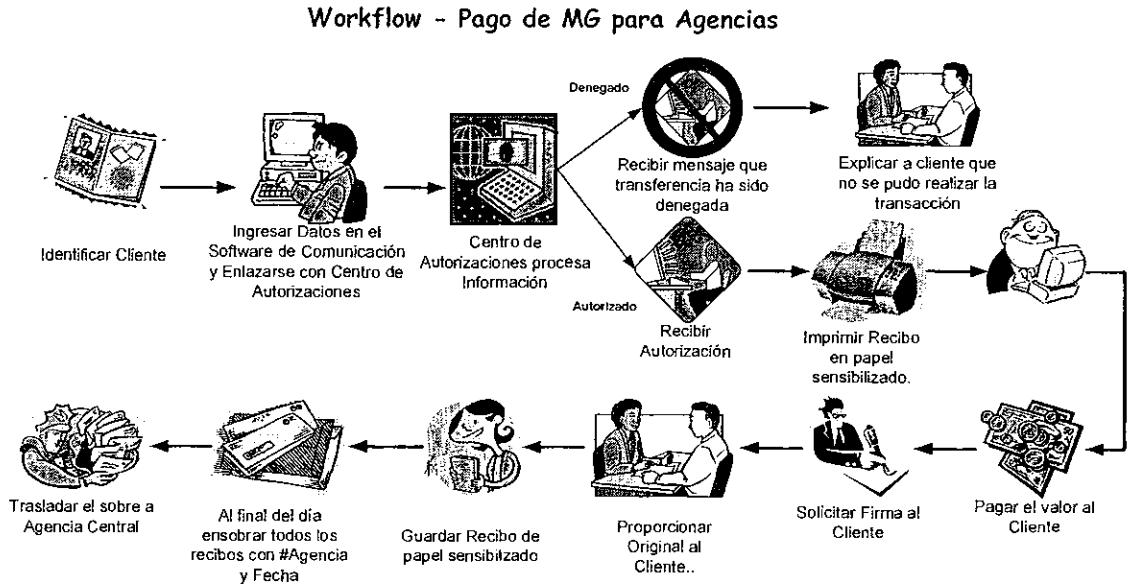 Workflow - Pago de MG para Agencias
Denegado
Recibir mensaje que
transferencia ha sido
denegada
Explicar a cliente que
no se pudo realizar la
transacción
Identificar Cliente
Ingresar Datos en el
Software de Comunicación
y Enlazarse con Centro de
Autorizaciones
Centro de
Autorizaciones procesa
Información
Autorizado
Recibir
Autorización
Imprimir Recibo
en papel
sensibilizado.
Pagar el valor al
Cliente
Solicitar Firma al
Cliente
Proporcionar
Original al
Cliente..
Guardar Recibo de
papel sensibilzado
Al final del día
ensobrar todos los
recibos con #Agencia
y Fecha
Trasladar el sobre a
Agencia Central